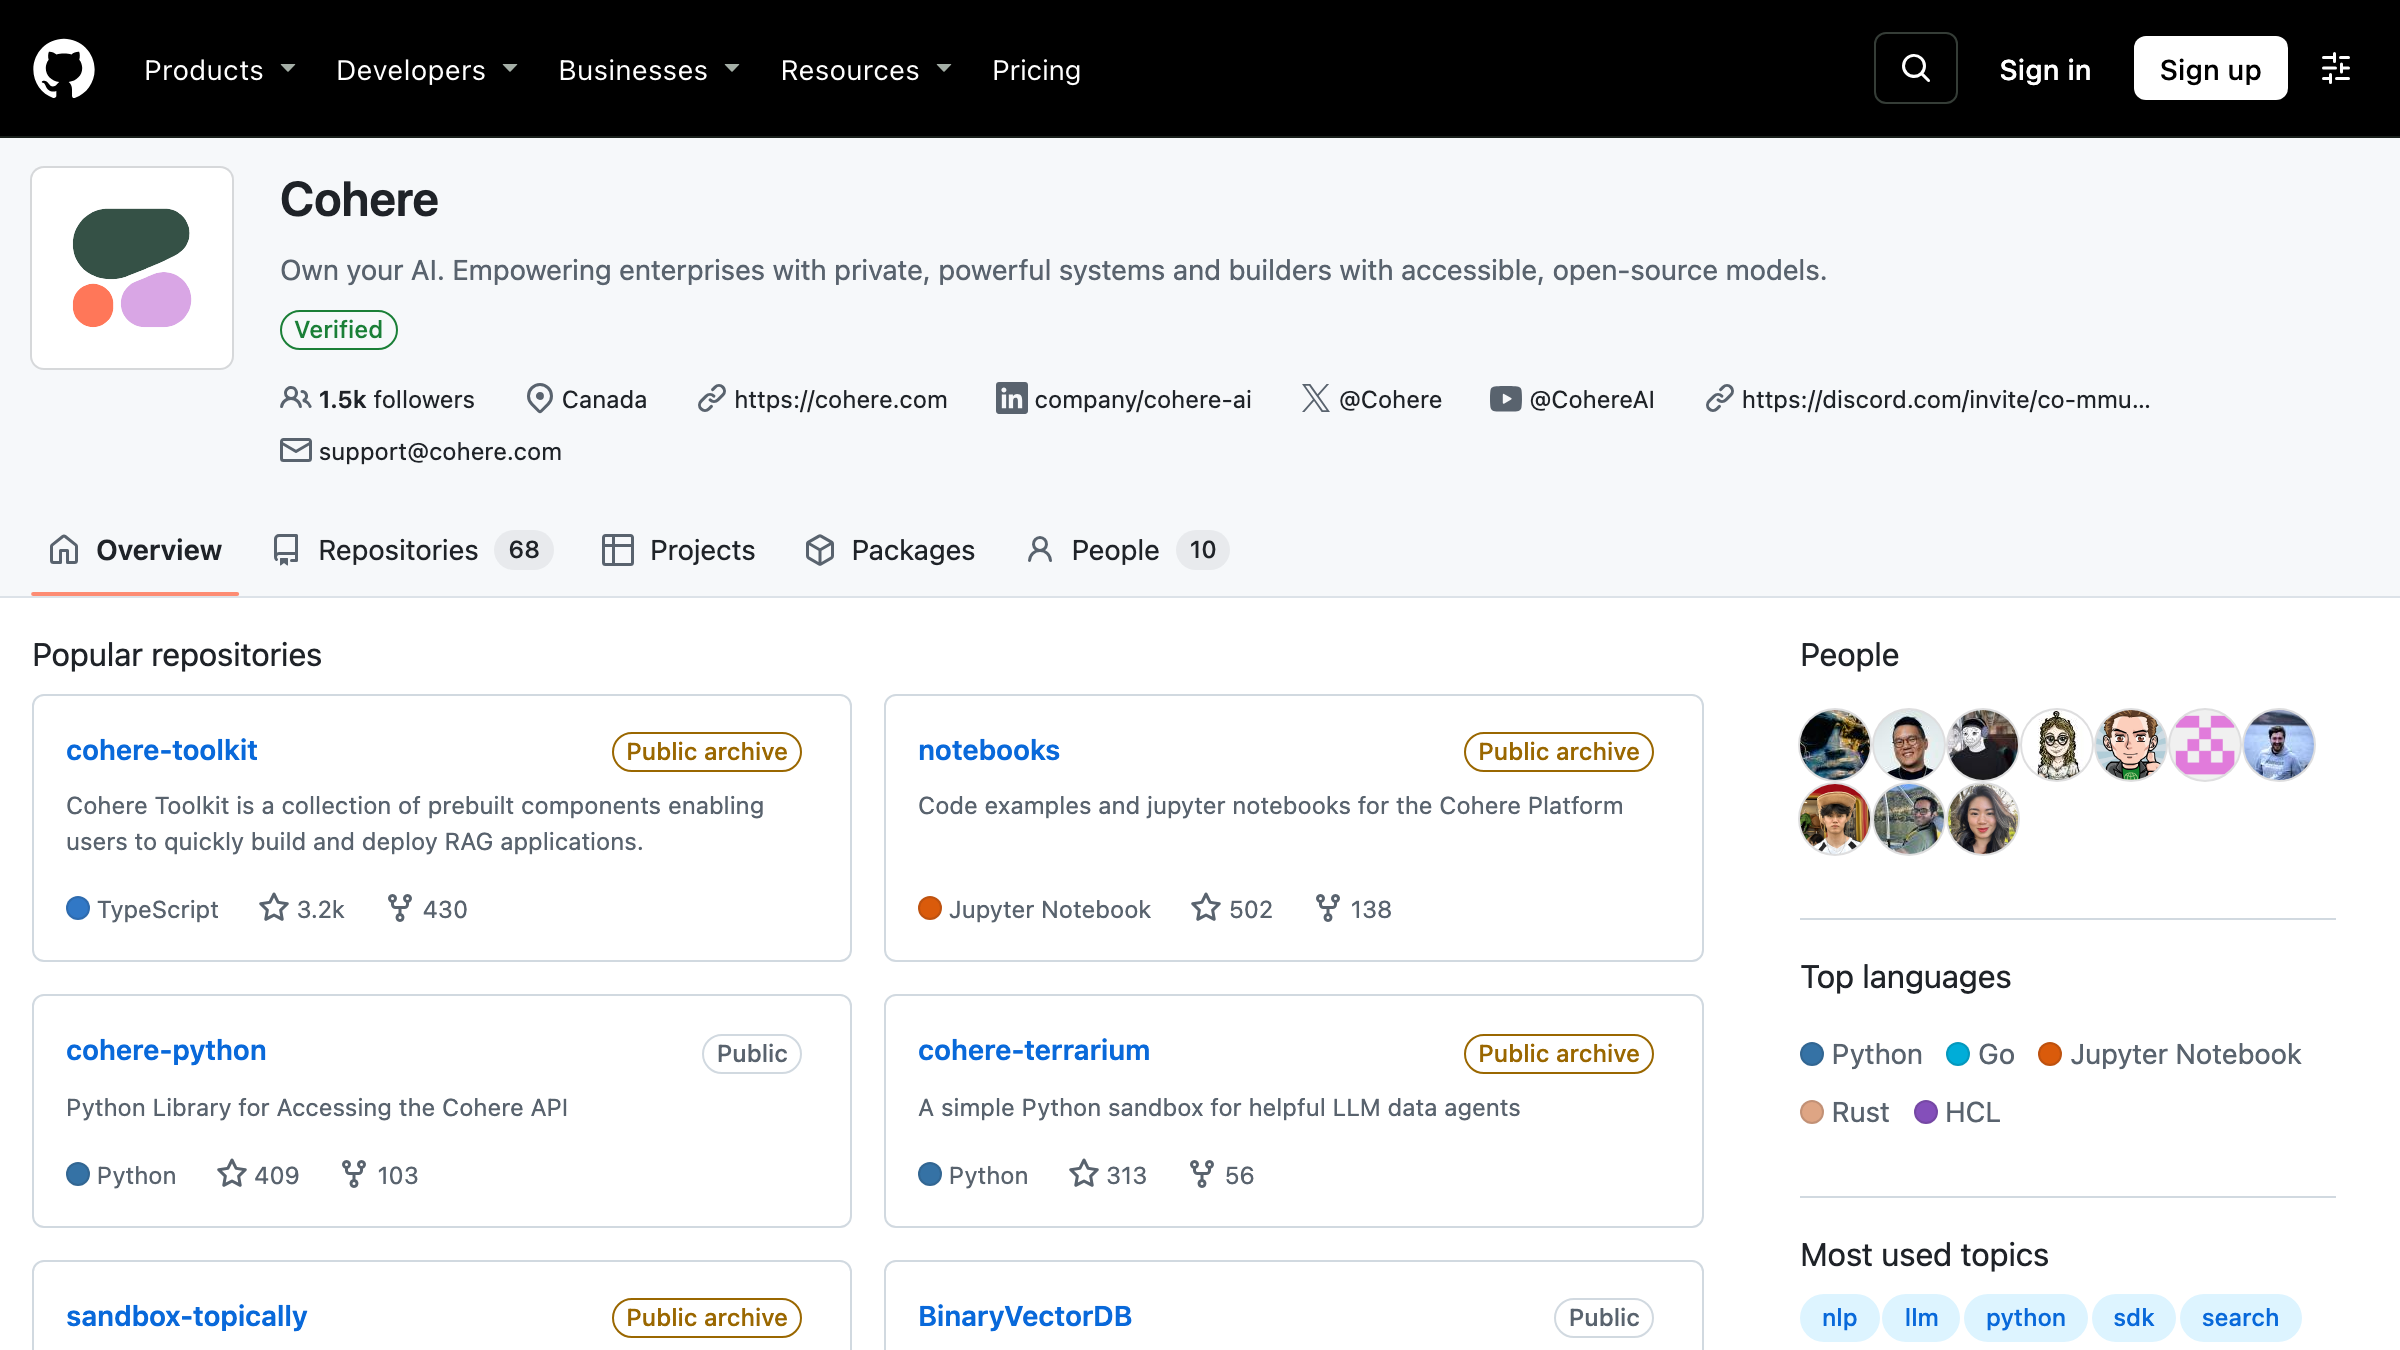 Products Developers Businesses Resources Pricing Sign in Sign up
Cohere
Own your AI. Empowering enterprises with private, powerful systems and builders with accessible, open-source models.
Verified
1.5k followers Canada https://cohere.com company/cohere-ai @Cohere @CohereAI https://discord.com/invite/co-mmu...
support@cohere.com
Overview Repositories 68 Projects Packages People 10
Popular repositories
cohere-toolkit Public archive
Cohere Toolkit is a collection of prebuilt components enabling
users to quickly build and deploy RAG applications.
TypeScript 3.2k 430
notebooks Public archive
Code examples and jupyter notebooks for the Cohere Platform
Jupyter Notebook 502 138
cohere-python Public
Python Library for Accessing the Cohere API
Python 409 103
cohere-terrarium Public archive
A simple Python sandbox for helpful LLM data agents
Python 313 56
sandbox-topically Public archive
BinaryVectorDB Public
People
Top languages
Python Go Jupyter Notebook
Rust HCL
Most used topics
nlp llm python sdk search